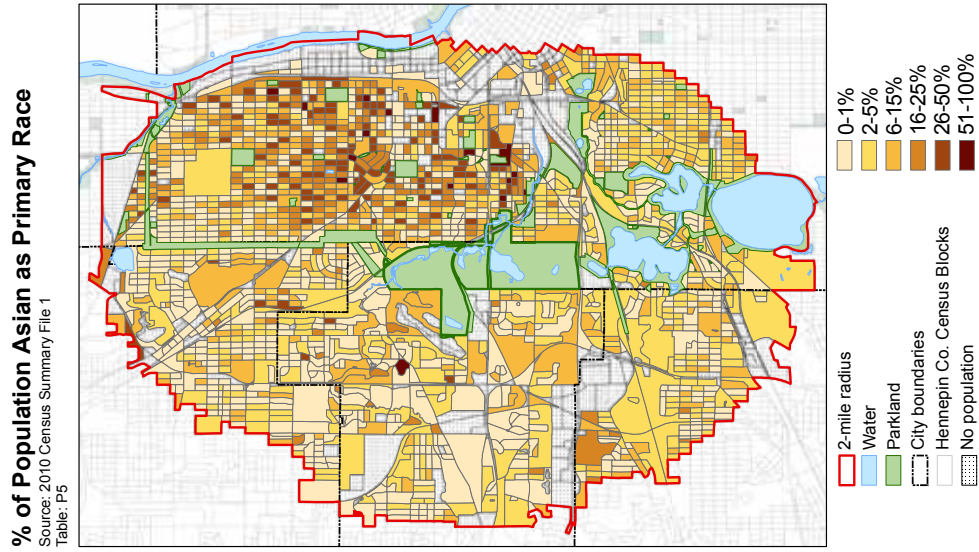 % of Population Asian as Primary Race
Source: 2010 Census Summary File 1
Table: P5
2-mile radius
Water
Parkland
City boundaries
Hennepin Co. Census Blocks
No population
0-1%
2-5%
6-15%
16-25%
26-50%
51-100%